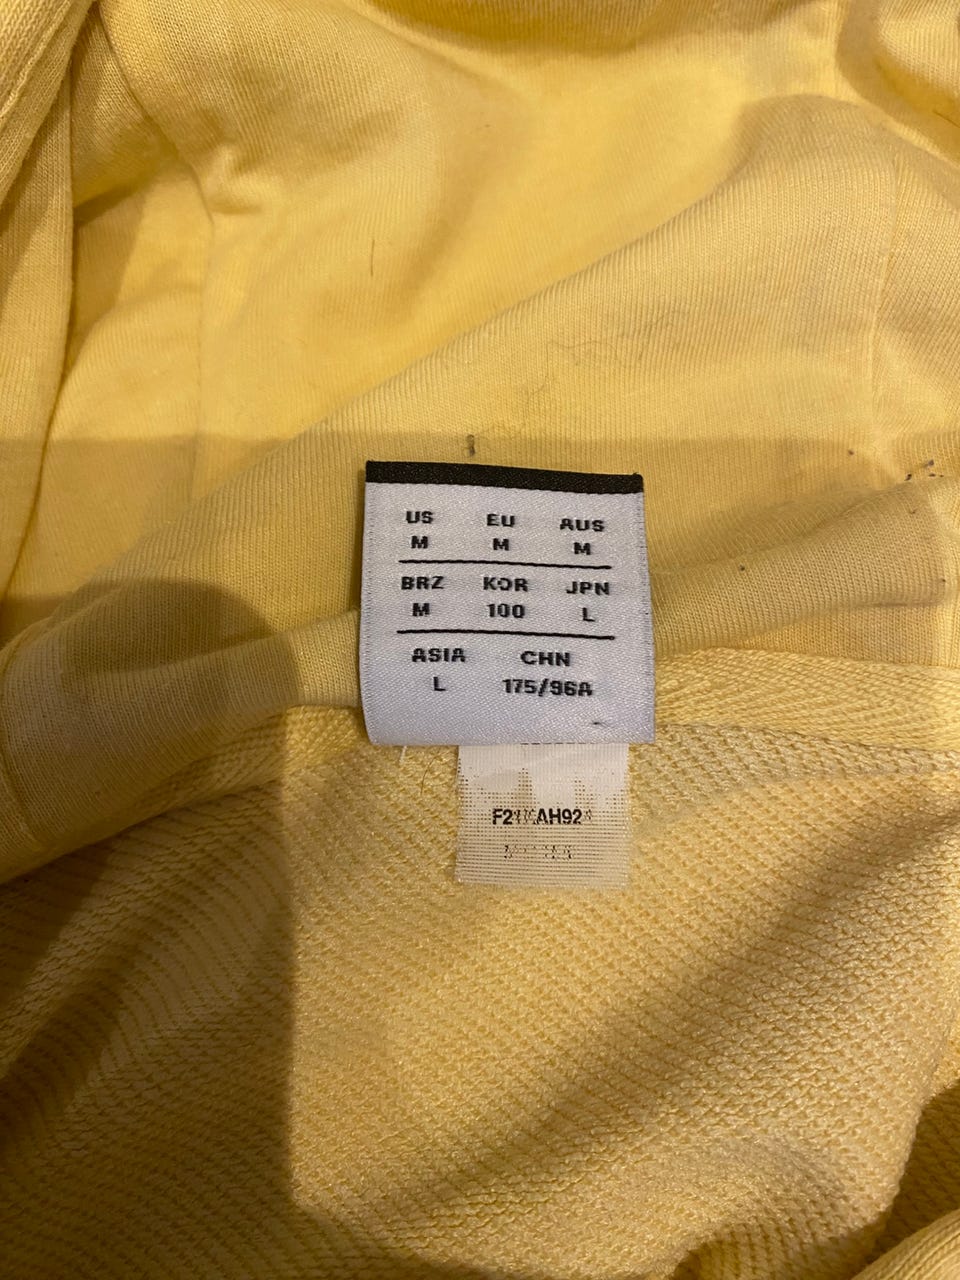 US EU AUS
M M M
BRZ KOR JPN
M 100 L
ASIA CHN
L 175/96A